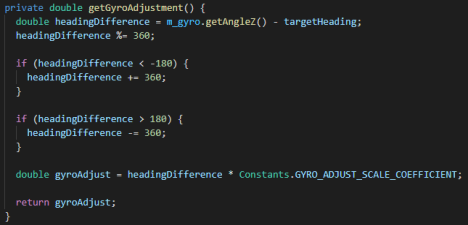 private double getGyroAdjustment() {
double headingDifference = m_gyro.getAngleZ() - targetHeading;
headingDifference %= 360;
if (headingDifference < -180) {
headingDifference += 360;
}
if (headingDifference > 180) {
headingDifference -= 360;
}
double gyroAdjust = headingDifference * Constants.GYRO_ADJUST_SCALE_COEFFICIENT;
return gyroAdjust;
}